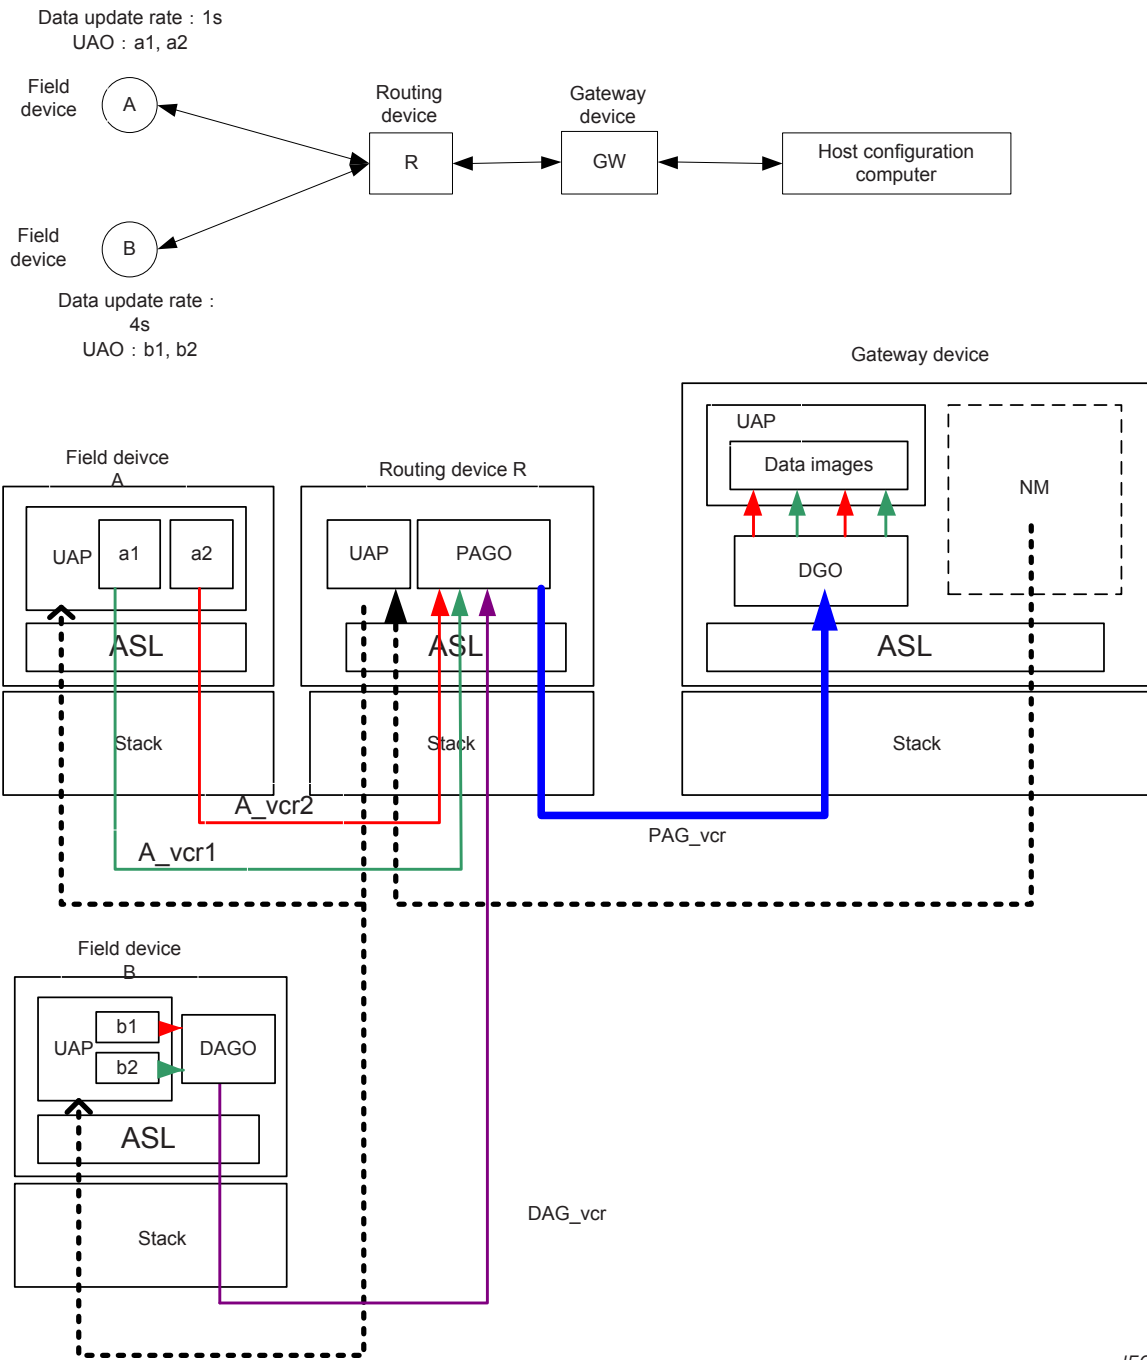 Data update rate：1s
UAO：a1, a2
Field
device
A
Routing
device
R
Gateway
device
GW
Host configuration
computer
Field
device
B
Data update rate：
4s
UAO：b1, b2
Gateway device
UAP
Data images
NM
DGO
ASL
Stack
Field deivce
A
UAP
a1
a2
ASL
Stack
Routing device R
UAP
PAGO
ASL
Stack
A_vcr2
A_vcr1
PAG_vcr
Field device
B
UAP
b1
b2
DAGO
ASL
Stack
DAG_vcr